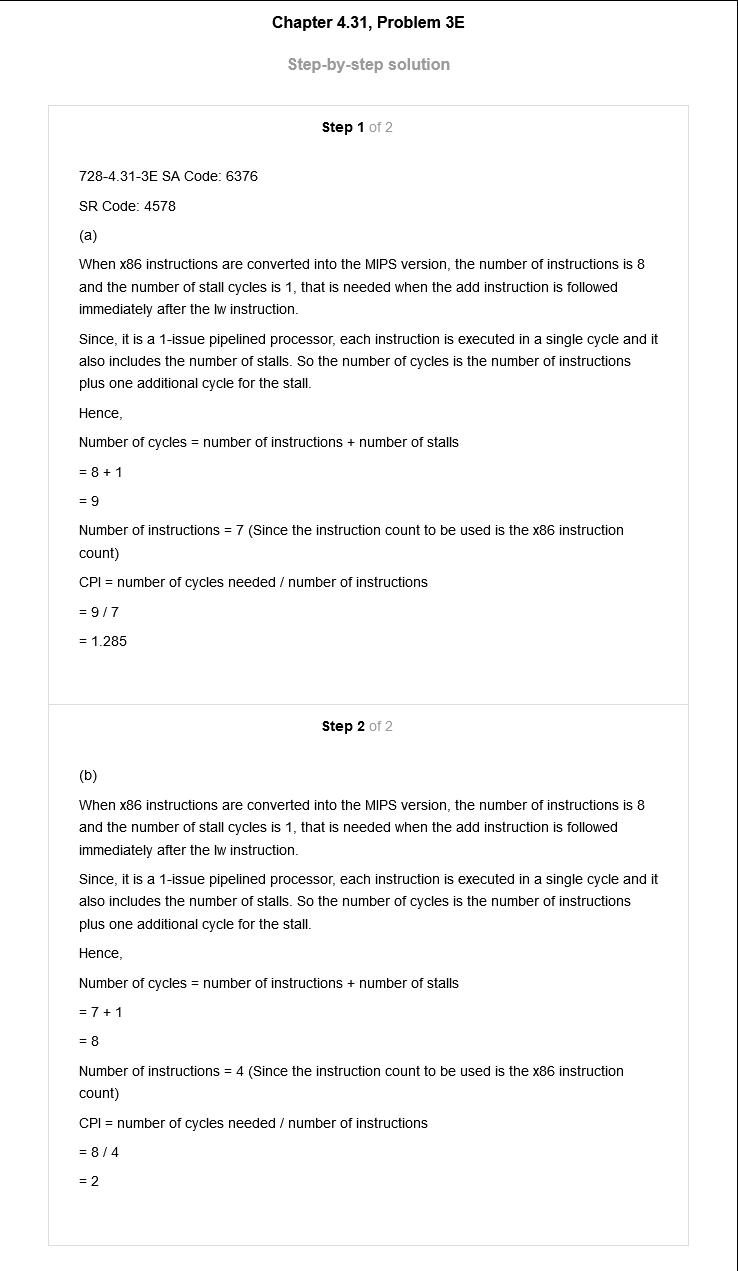 Chapter 4.31, Problem 3E
Step-by-step solution
Step 1 of 2
728-4.31-3E SA Code: 6376
SR Code: 4578
(a)
When x86 instructions are converted into the MIPS version, the number of instructions is 8
and the number of stall cycles is 1, that is needed when the add instruction is followed
immediately after the lw instruction.
Since, it is a 1-issue pipelined processor, each instruction is executed in a single cycle and it
also includes the number of stalls. So the number of cycles is the number of instructions
plus one additional cycle for the stall.
Hence,
Number of cycles = number of instructions + number of stalls
= 8 + 1
= 9
Number of instructions = 7 (Since the instruction count to be used is the x86 instruction
count)
CPI = number of cycles needed / number of instructions
= 9 / 7
= 1.285
Step 2 of 2
(b)
When x86 instructions are converted into the MIPS version, the number of instructions is 8
and the number of stall cycles is 1, that is needed when the add instruction is followed
immediately after the lw instruction.
Since, it is a 1-issue pipelined processor, each instruction is executed in a single cycle and it
also includes the number of stalls. So the number of cycles is the number of instructions
plus one additional cycle for the stall.
Hence,
Number of cycles = number of instructions + number of stalls
= 7 + 1
= 8
Number of instructions = 4 (Since the instruction count to be used is the x86 instruction
count)
CPI = number of cycles needed / number of instructions
= 8 / 4
= 2